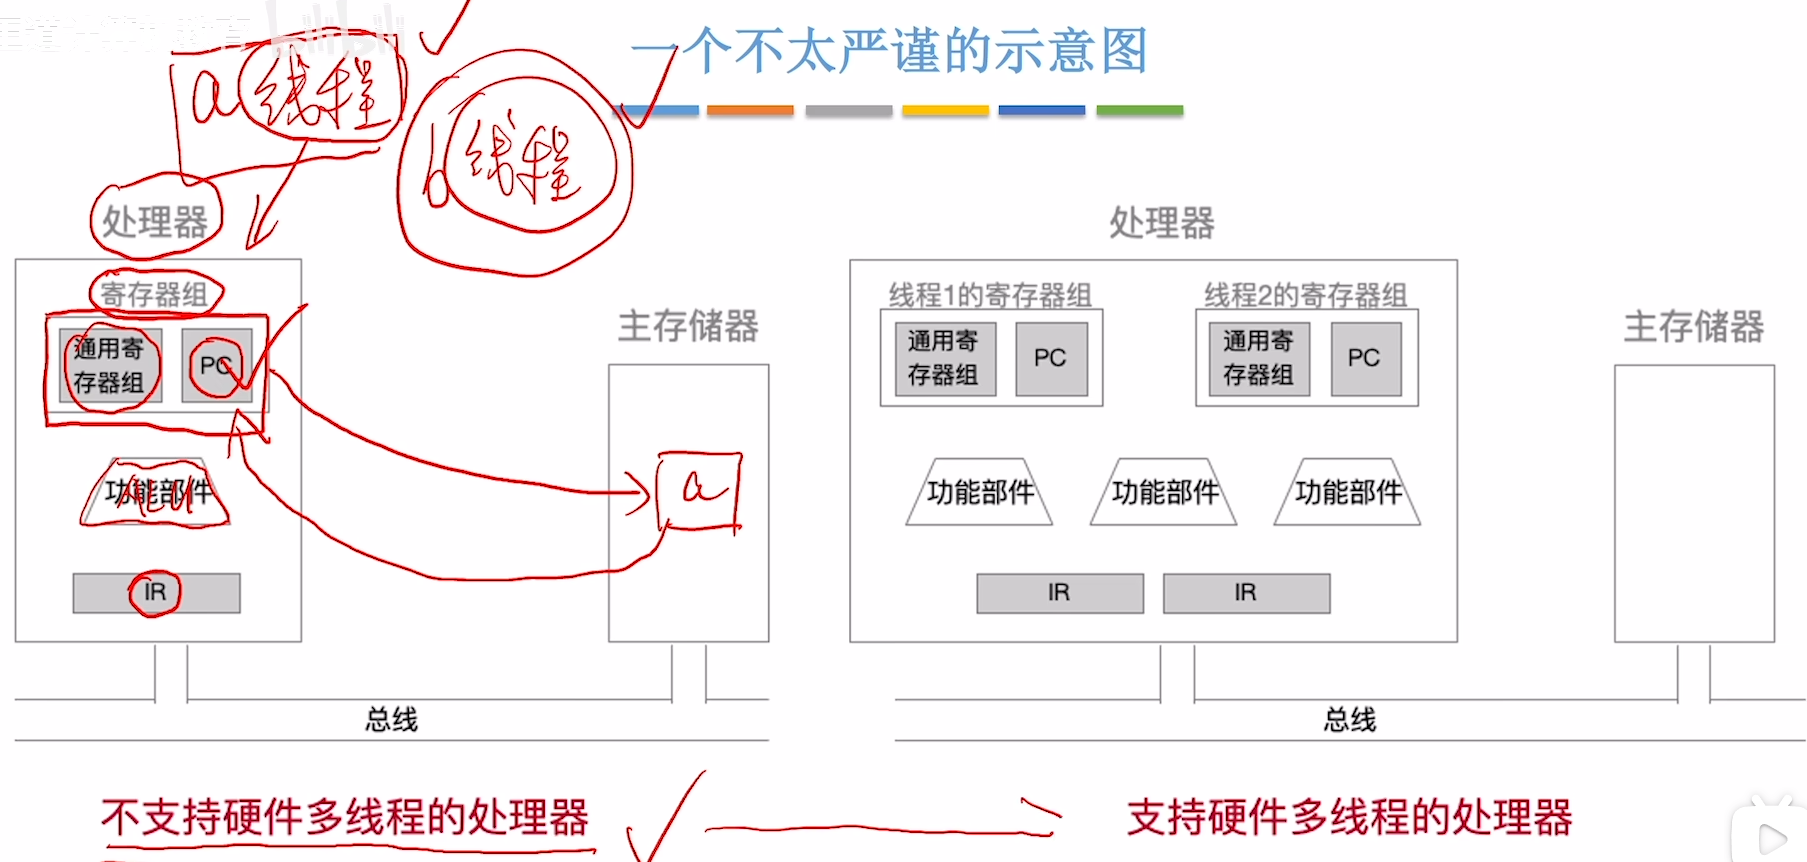 一个不太严谨的示意图
a线程
b线程
处理器
寄存器组
通用寄
存器组
PC
功能部件
ALU
IR
主存储器
a
总线
不支持硬件多线程的处理器
处理器
线程1的寄存器组
通用寄
存器组
PC
线程2的寄存器组
通用寄
存器组
PC
功能部件
功能部件
功能部件
IR
IR
主存储器
总线
支持硬件多线程的处理器